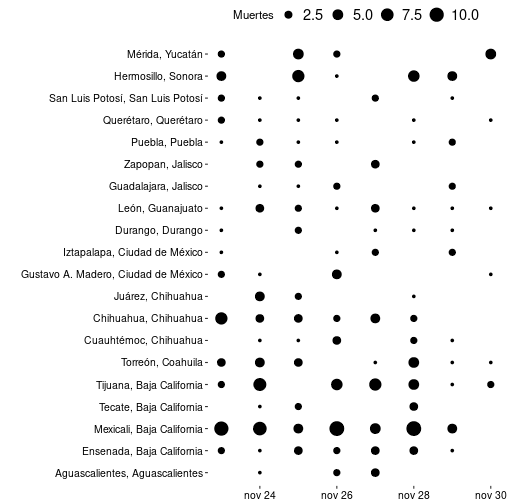 Muertes 2.5 5.0 7.5 10.0
Mérida, Yucatán
Hermosillo, Sonora
San Luis Potosí, San Luis Potosí
Querétaro, Querétaro
Puebla, Puebla
Zapopan, Jalisco
Guadalajara, Jalisco
León, Guanajuato
Durango, Durango
Iztapalapa, Ciudad de México
Gustavo A. Madero, Ciudad de México
Juárez, Chihuahua
Chihuahua, Chihuahua
Cuauhtémoc, Chihuahua
Torreón, Coahuila
Tijuana, Baja California
Tecate, Baja California
Mexicali, Baja California
Ensenada, Baja California
Aguascalientes, Aguascalientes
nov 24 nov 26 nov 28 nov 30